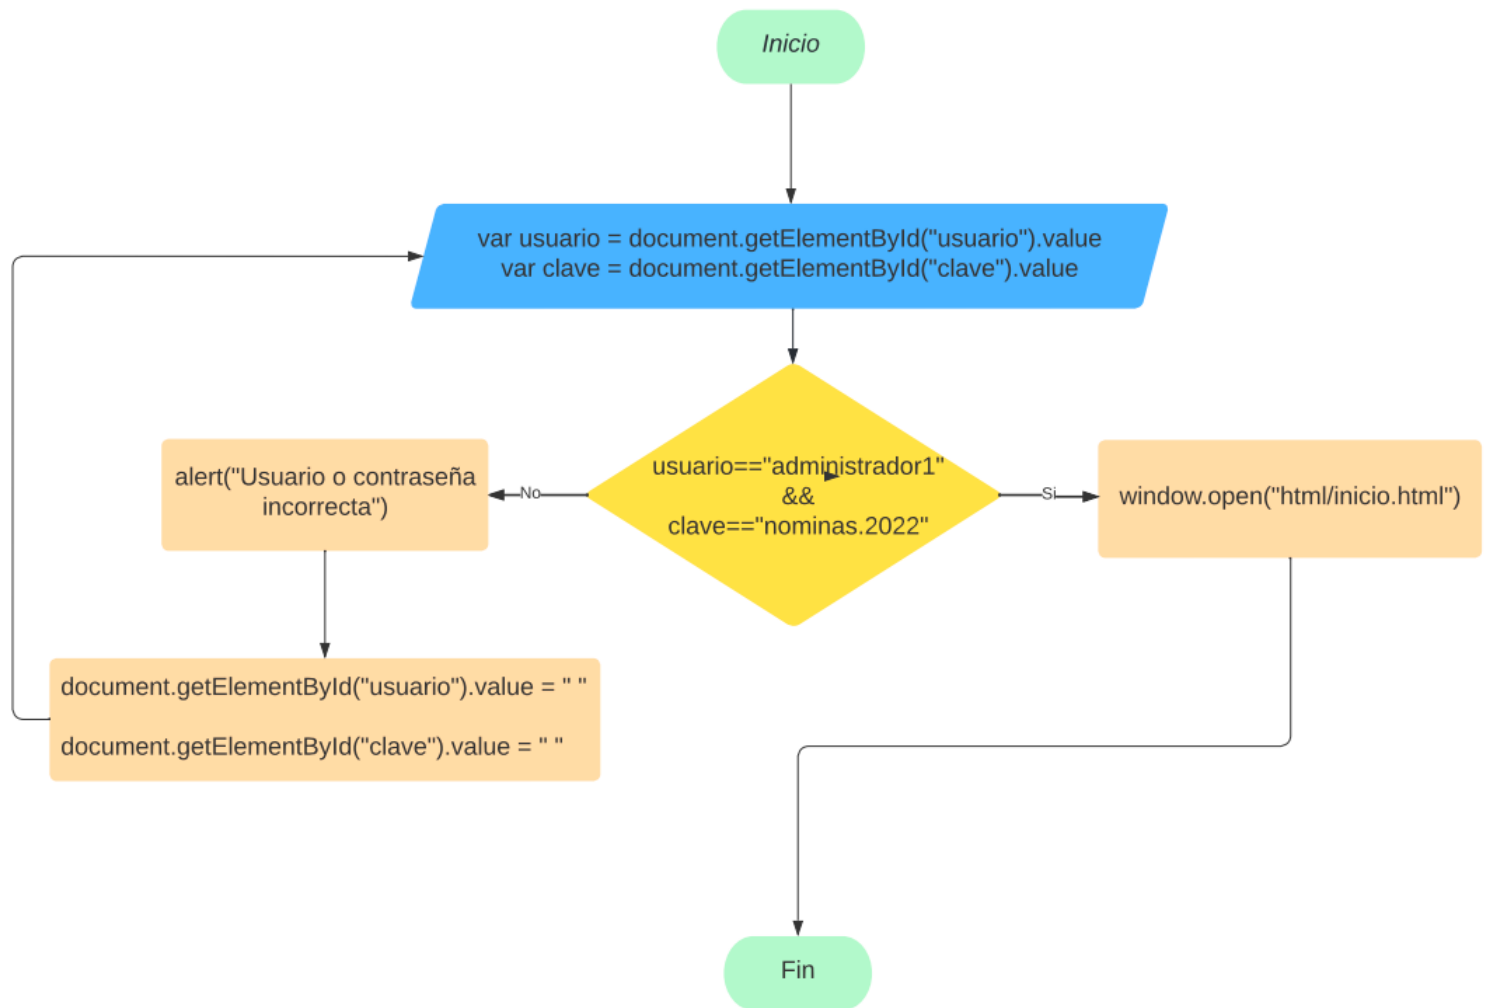 Inicio
var usuario = document.getElementById("usuario").value
var clave = document.getElementById("clave").value
usuario=="administrador1"
&&
clave=="nominas.2022"
No
Si
alert("Usuario o contraseña
incorrecta")
window.open("html/inicio.html")
document.getElementById("usuario").value = " "
document.getElementById("clave").value = " "
Fin